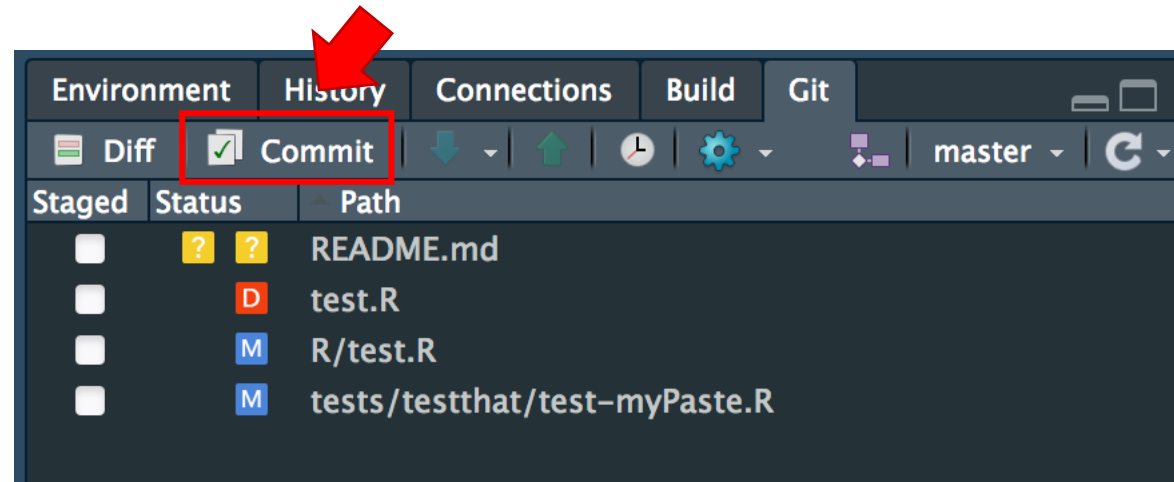 Environment History Connections Build Git
Diff Commit master
Staged Status Path
? ? README.md
D test.R
M R/test.R
M tests/testthat/test-myPaste.R